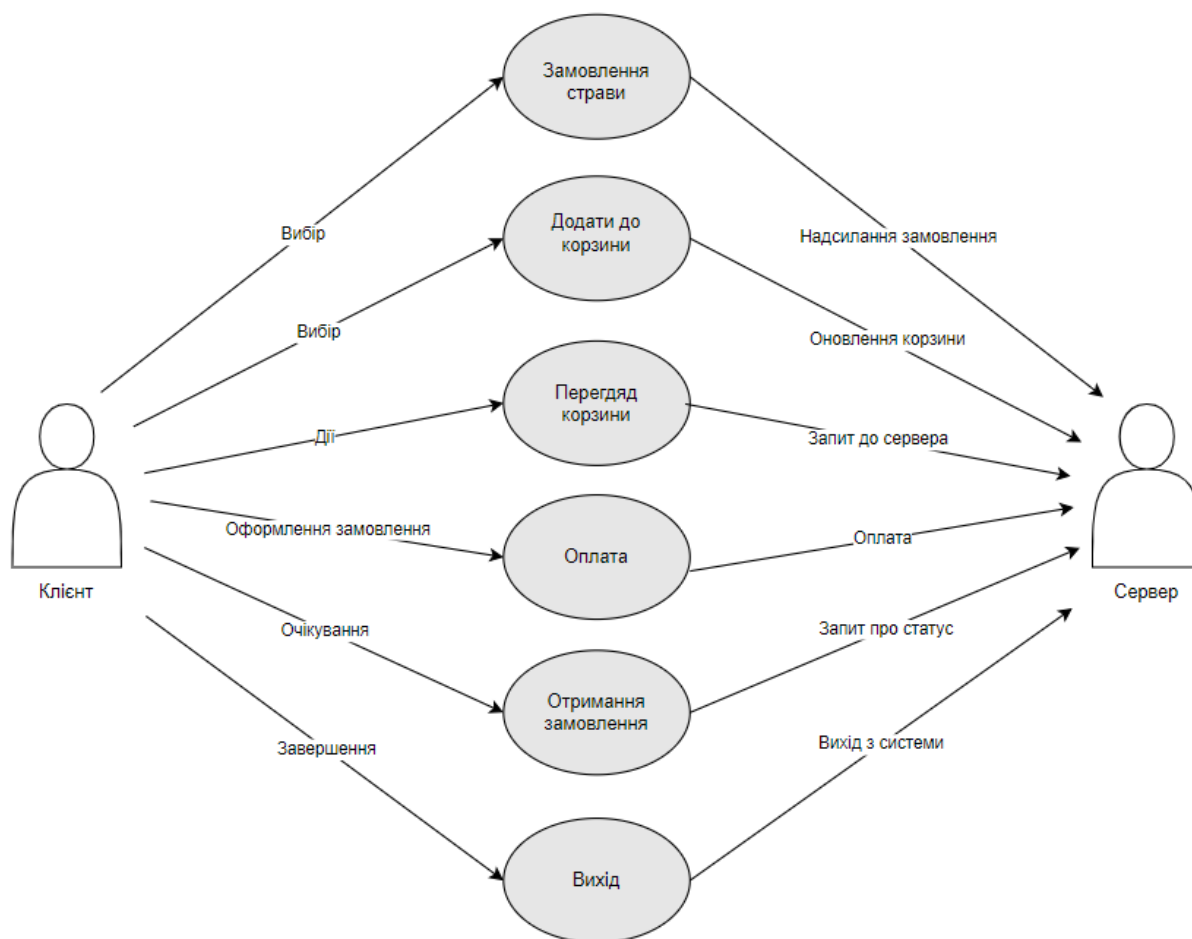 Замовлення
страви
Вибір
Надсилання замовлення
Додати до
корзини
Вибір
Оновлення корзини
Перегдяд
корзини
Дії
Запит до сервера
Оформлення замовлення
Оплата
Оплата
Клієнт
Сервер
Очікування
Запит про статус
Отримання
замовлення
Завершення
Вихід з системи
Вихід